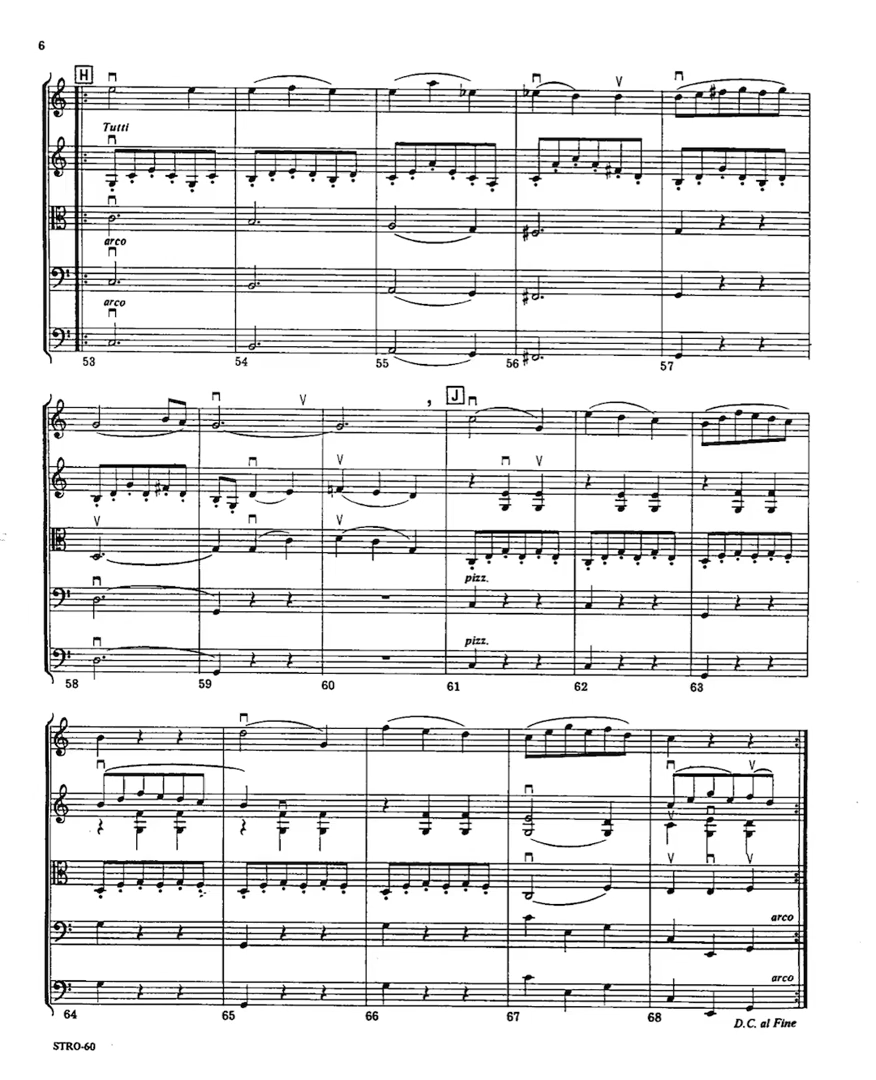 6
H
Tutti
arco
arco
53 54 55 56 57
J
pizz.
pizz.
58 59 60 61 62 63
arco
arco
64 65 66 67 68
D.C. al Fine
STRO-60